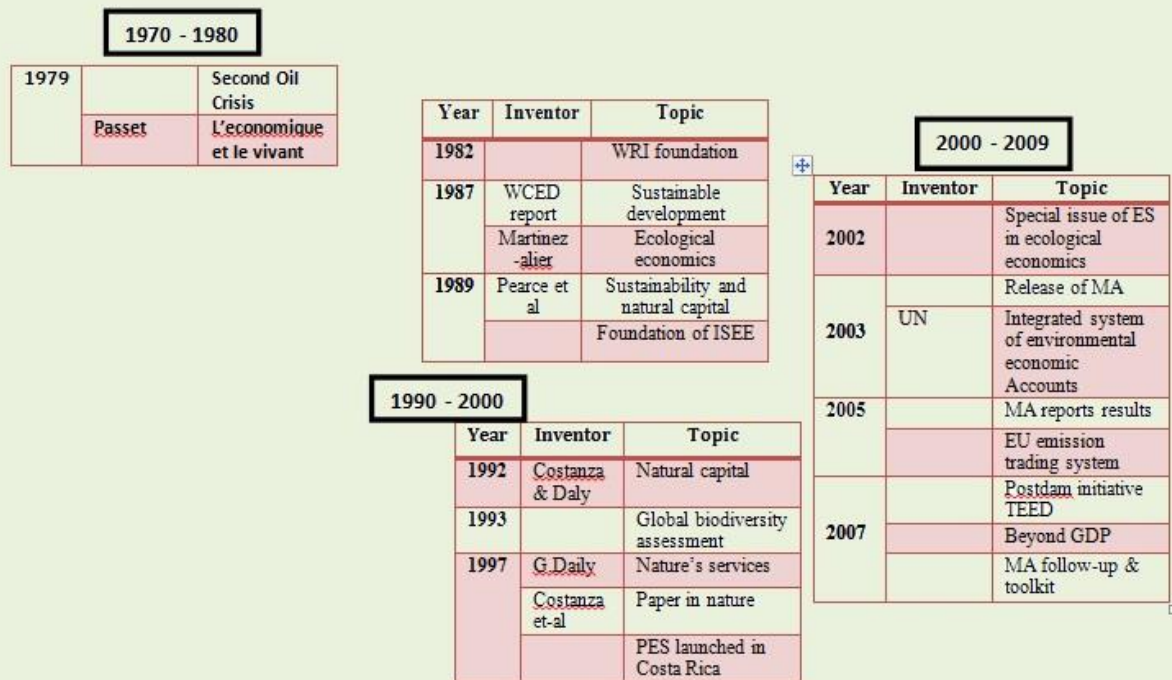 1970 - 1980
1979 Second Oil
Crisis
Passet L'economique
et le vivant
Year Inventor Topic
1982 WRI foundation
1987 WCED Sustainable
report development
Martinez Ecological
-alier economics
1989 Pearce et Sustainability and
al natural capital
Foundation of ISEE
1990 - 2000
Year Inventor Topic
1992 Costanza Natural capital
& Daly
1993 Global biodiversity
assessment
1997 G.Daily Nature's services
Costanza Paper in nature
et-al
PES launched in
Costa Rica
2000 - 2009
Year Inventor Topic
Special issue of ES
2002 in ecological
economics
Release of MA
2003 UN Integrated system
of environmental
economic
Accounts
2005 MA reports results
EU emission
trading system
Postdam initiative
TEED
2007 Beyond GDP
MA follow-up &
toolkit